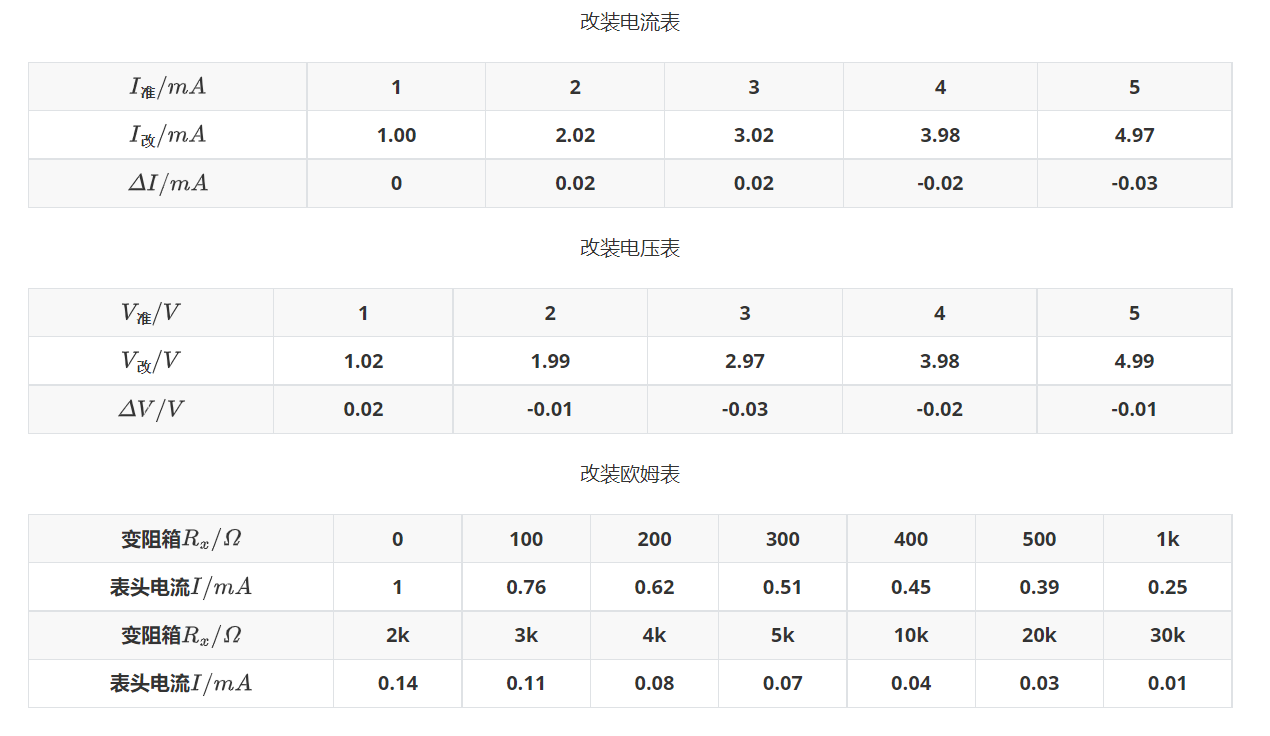 改装电流表
I准/mA 1 2 3 4 5
I改/mA 1.00 2.02 3.02 3.98 4.97
ΔI/mA 0 0.02 0.02 -0.02 -0.03
改装电压表
V准/V 1 2 3 4 5
V改/V 1.02 1.99 2.97 3.98 4.99
ΔV/V 0.02 -0.01 -0.03 -0.02 -0.01
改装欧姆表
变阻箱Rx/Ω 0 100 200 300 400 500 1k
表头电流I/mA 1 0.76 0.62 0.51 0.45 0.39 0.25
变阻箱Rx/Ω 2k 3k 4k 5k 10k 20k 30k
表头电流I/mA 0.14 0.11 0.08 0.07 0.04 0.03 0.01